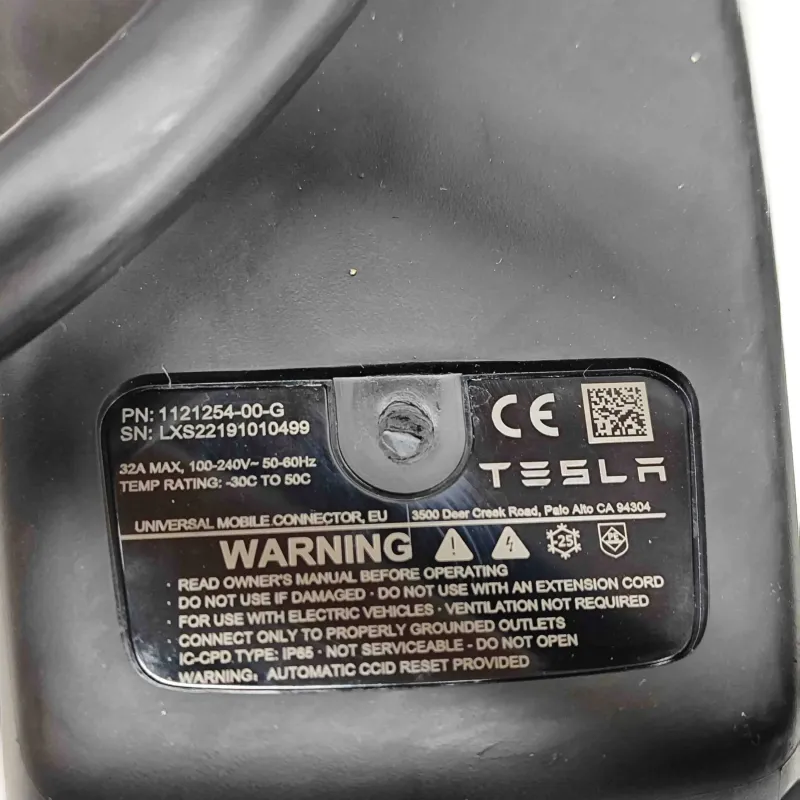 PN: 1121254-00-G
SN: LXS22191010499
CE
32A MAX, 100-240V~ 50-60Hz
TEMP RATING: -30C TO 50C
TESLA
UNIVERSAL MOBILE CONNECTOR, EU
3500 Deer Creek Road, Palo Alto CA 94304
WARNING
-25
· READ OWNER'S MANUAL BEFORE OPERATING
· DO NOT USE IF DAMAGED · DO NOT USE WITH AN EXTENSION CORD
· FOR USE WITH ELECTRIC VEHICLES · VENTILATION NOT REQUIRED
· CONNECT ONLY TO PROPERLY GROUNDED OUTLETS
IC-CPD TYPE: IP65 · NOT SERVICEABLE - DO NOT OPEN
WARNING: AUTOMATIC CCID RESET PROVIDED